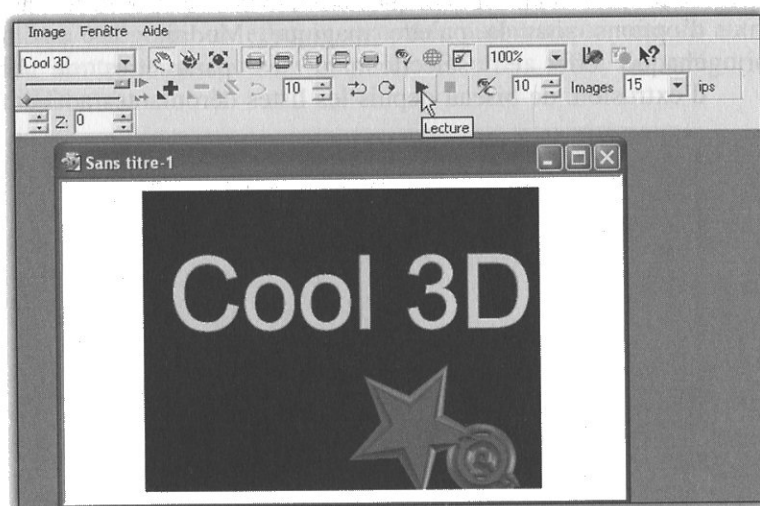 Image Fenêtre Aide
Cool 3D 100%
10 10 Images 15 ips
Z: 0
Lecture
Sans titre-1
Cool 3D